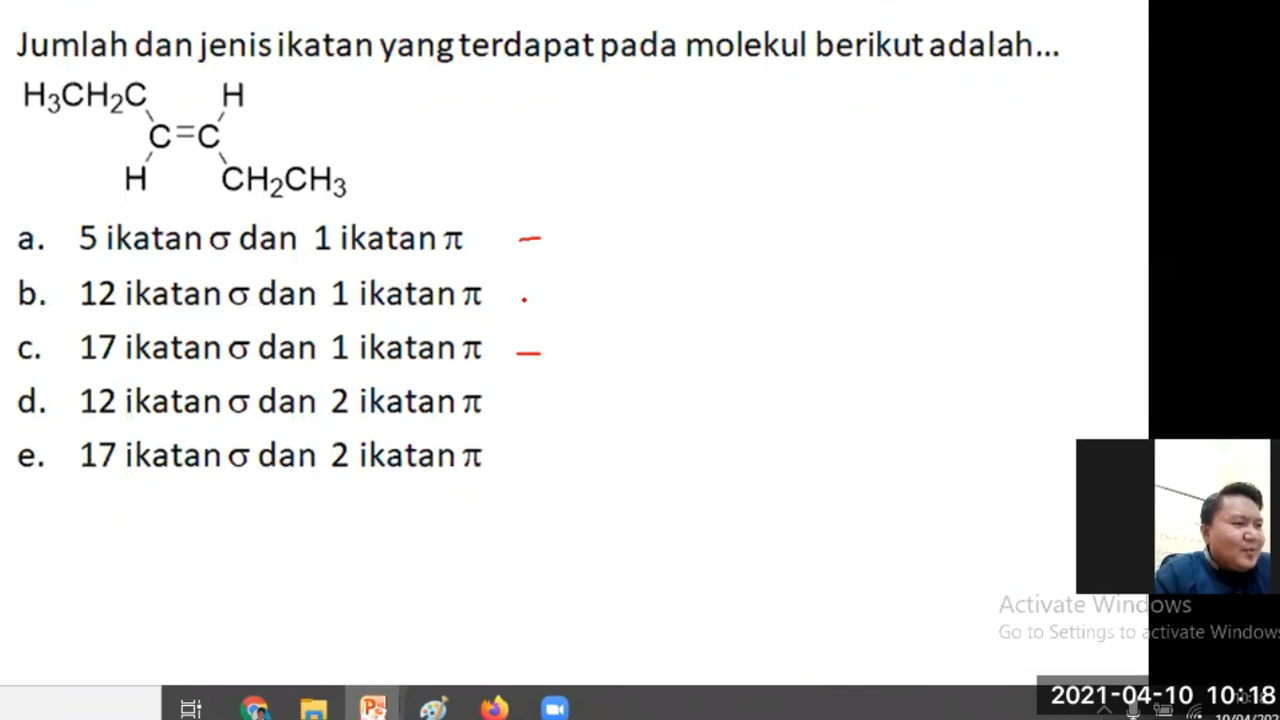 Jumlah dan jenis ikatan yang terdapat pada molekul berikut adalah...
H₃CH₂C H
C=C
H CH₂CH₃
a. 5 ikatan σ dan 1 ikatan π
b. 12 ikatan σ dan 1 ikatan π
c. 17 ikatan σ dan 1 ikatan π
d. 12 ikatan σ dan 2 ikatan π
e. 17 ikatan σ dan 2 ikatan π
Activate Windows
Go to Settings to activate Windows
2021-04-10 10:18